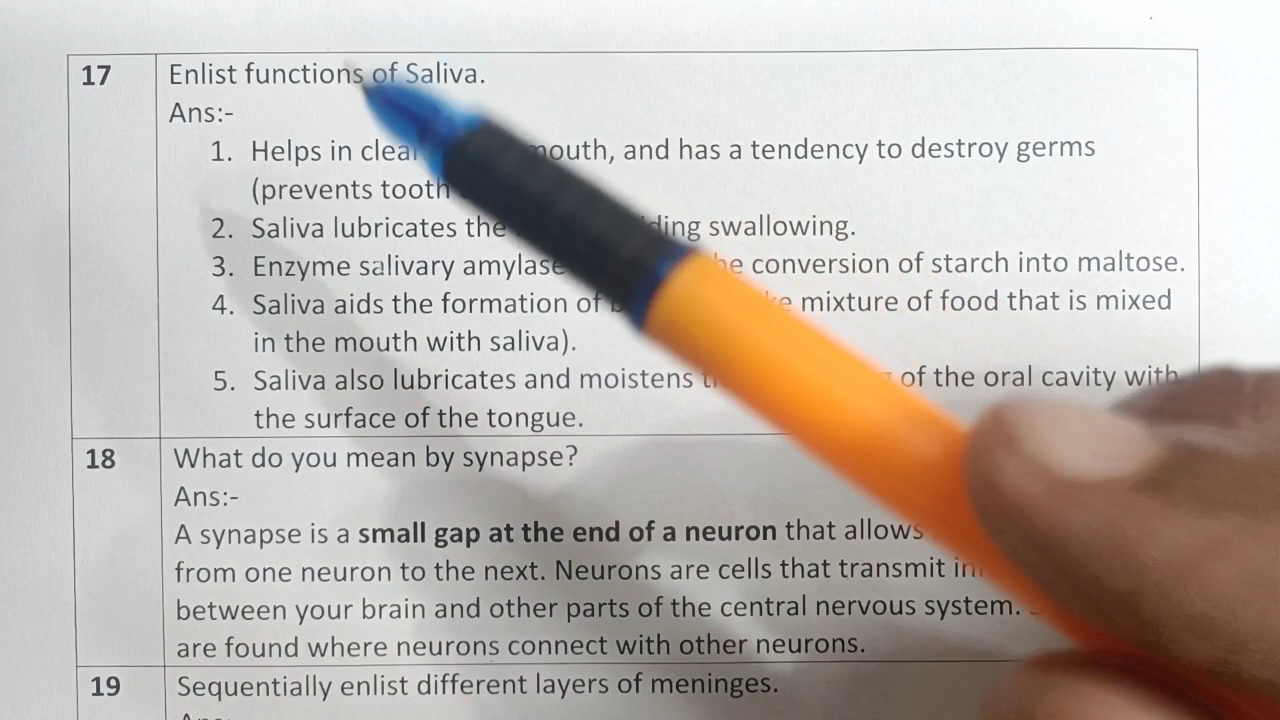 17 Enlist functions of Saliva.
Ans:-
1. Helps in mouth, and has a tendency to destroy germs
(prevents tooth
2. Saliva lubricates the swallowing.
3. Enzyme salivary amylase conversion of starch into maltose.
4. Saliva aids the formation of mixture of food that is mixed
in the mouth with saliva).
5. Saliva also lubricates and moistens of the oral cavity with
the surface of the tongue.
18 What do you mean by synapse?
Ans:-
A synapse is a small gap at the end of a neuron that allows
from one neuron to the next. Neurons are cells that transmit
between your brain and other parts of the central nervous system.
are found where neurons connect with other neurons.
19 Sequentially enlist different layers of meninges.